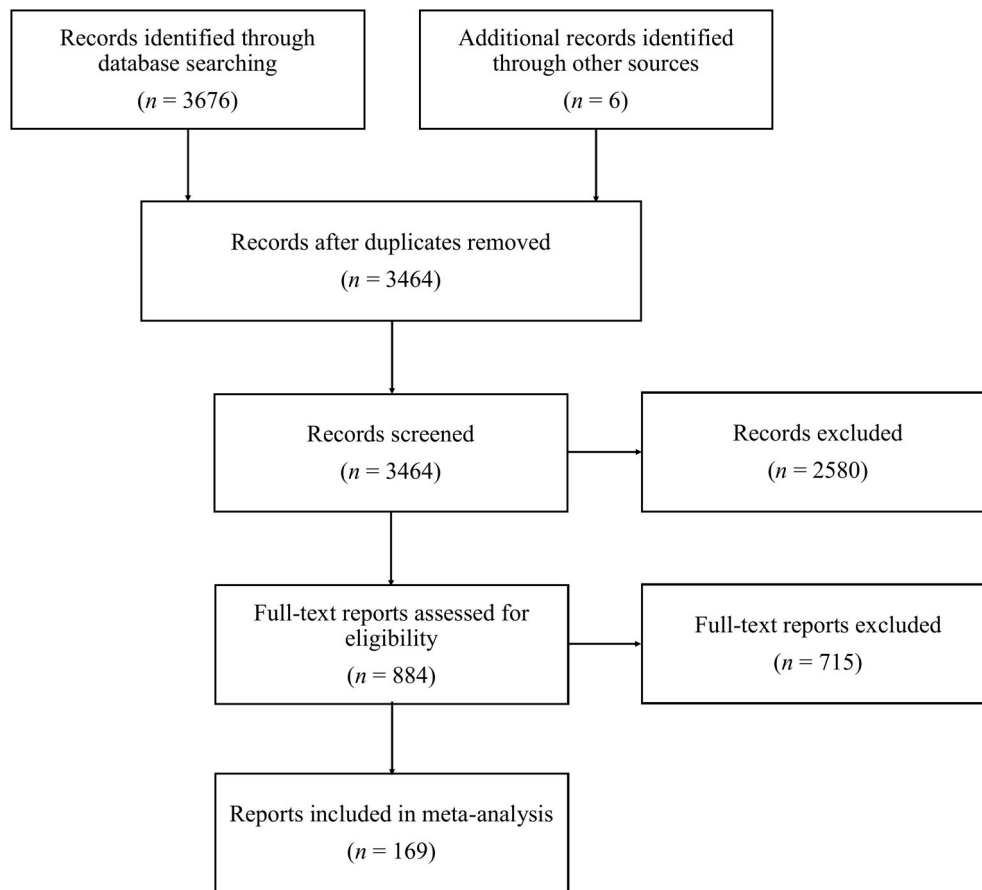 Records identified through
database searching
(n = 3676)
Additional records identified
through other sources
(n = 6)
Records after duplicates removed
(n = 3464)
Records screened
(n = 3464)
Records excluded
(n = 2580)
Full-text reports assessed for
eligibility
(n = 884)
Full-text reports excluded
(n = 715)
Reports included in meta-analysis
(n = 169)